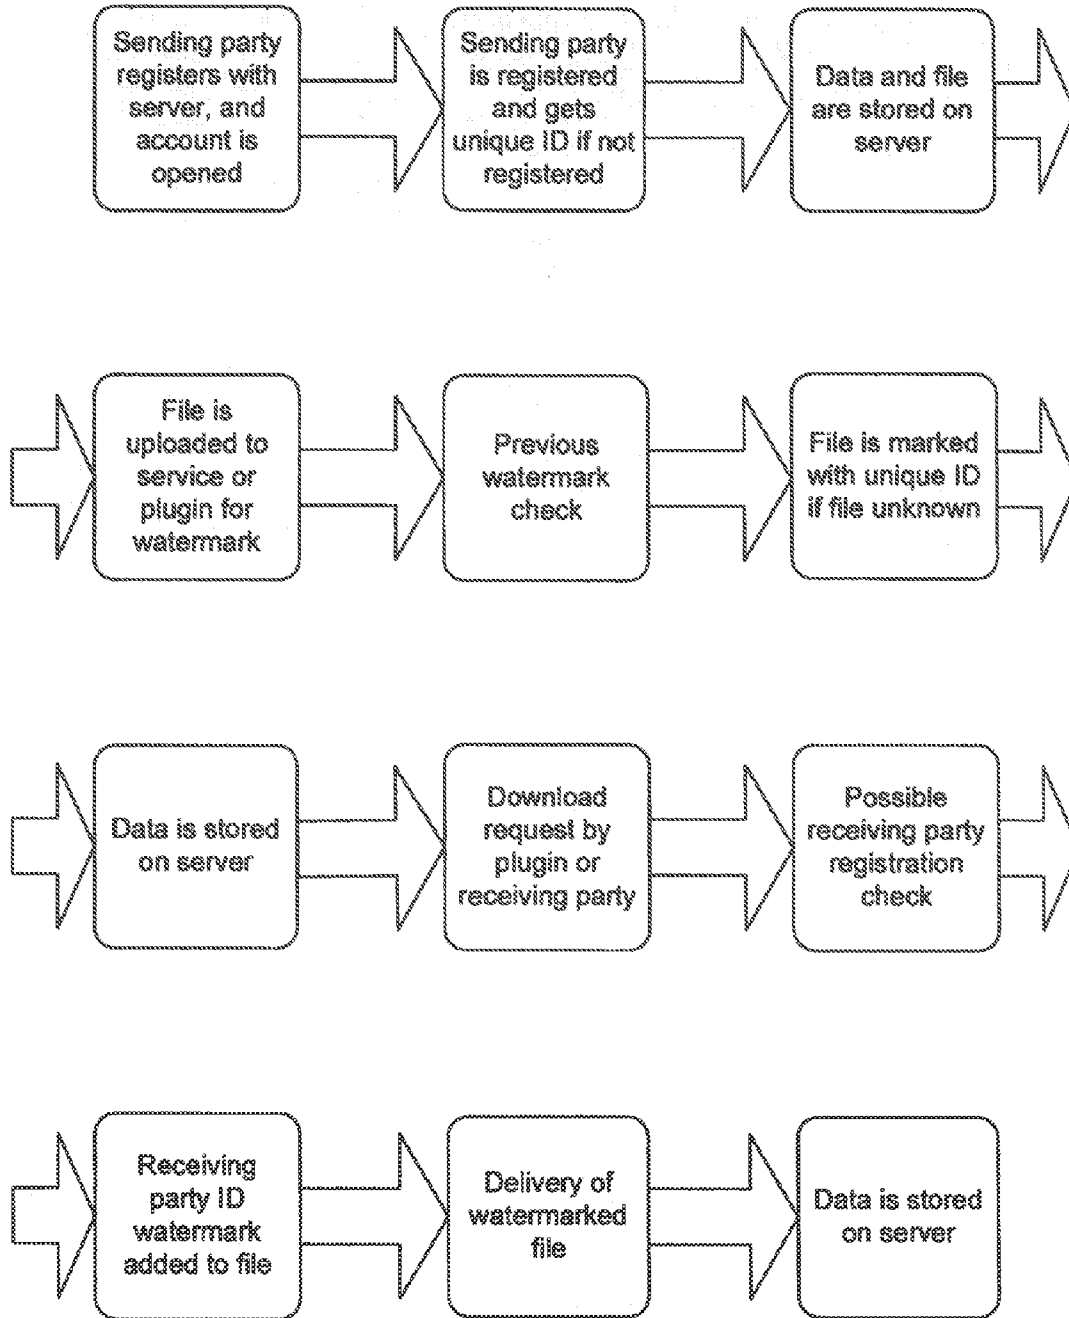 Sending party
registers with
server, and
account is
opened
Sending party
is registered
and gets
unique ID if not
registered
Data and file
are stored on
server
File is
uploaded to
service or
plugin for
watermark
Previous
watermark
check
File is marked
with unique ID
if file unknown
Data is stored
on server
Download
request by
plugin or
receiving party
Possible
receiving party
registration
check
Receiving
party ID
watermark
added to file
Delivery of
watermarked
file
Data is stored
on server